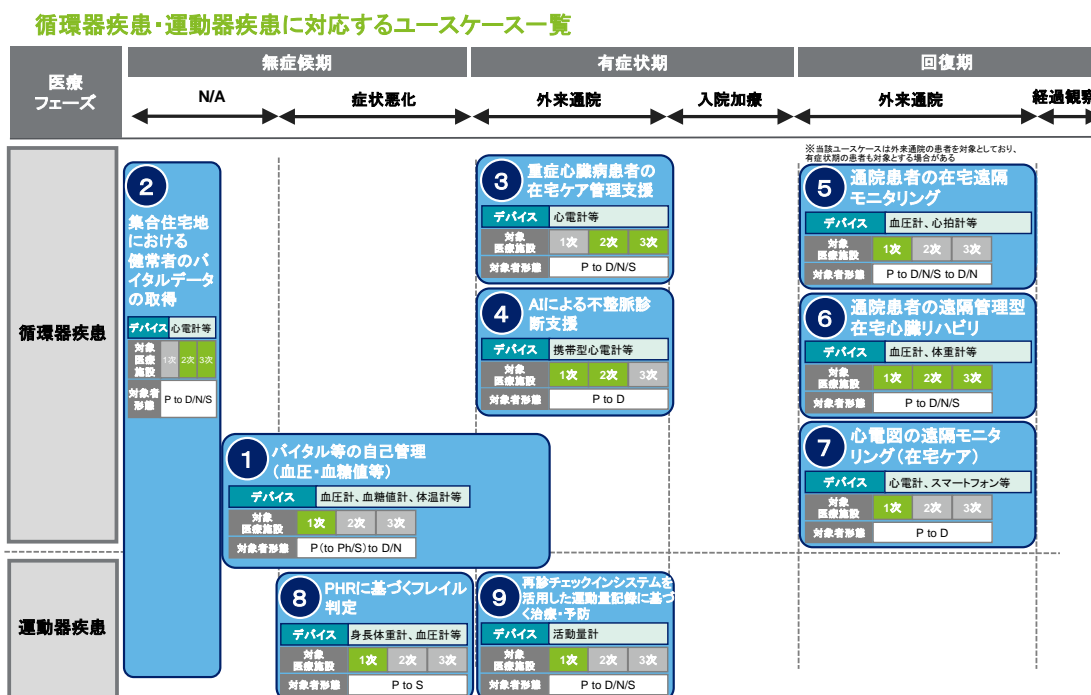 循環器疾患・運動器疾患に対応するユースケース一覧
医療
フェーズ
無症候期
有症状期
回復期
N/A
症状悪化
外来通院
入院加療
外来通院
経過観察
循環器疾患
2
集合住宅地
における
健常者のバ
イタルデータ
の取得
デバイス 心電計等
対象
医療
施設
1次 2次 3次
対象者
形態
P to D/N/S
1
バイタル等の自己管理
(血圧・血糖値等)
デバイス 血圧計、血糖値計、体温計等
対象
医療施設
1次 2次 3次
対象者形態 P(to Ph/S)to D/N
3
重症心臓病患者の
在宅ケア管理支援
デバイス 心電計等
対象
医療施設
1次 2次 3次
対象者形態 P to D/N/S
4
AIによる不整脈診
断支援
デバイス 携帯型心電計等
対象
医療施設
1次 2次 3次
対象者形態 P to D
※当該ユースケースは外来通院の患者を対象としており、
有症状期の患者も対象とする場合がある
5
通院患者の在宅遠隔
モニタリング
デバイス 血圧計、心拍計等
対象
医療施設
1次 2次 3次
対象者形態 P to D/N/S to D/N
6
通院患者の遠隔管理型
在宅心臓リハビリ
デバイス 血圧計、体重計等
対象
医療施設
1次 2次 3次
対象者形態 P to D/N/S
7
心電図の遠隔モニタ
リング(在宅ケア)
デバイス 心電計、スマートフォン等
対象
医療施設
1次 2次 3次
対象者形態 P to D
運動器疾患
8
PHRに基づくフレイル
判定
デバイス 身長体重計、血圧計等
対象
医療施設
1次 2次 3次
対象者形態 P to S
9
再診チェックインシステムを
活用した運動量記録に基づ
く治療・予防
デバイス 活動量計
対象
医療施設
1次 2次 3次
対象者形態 P to D/N/S